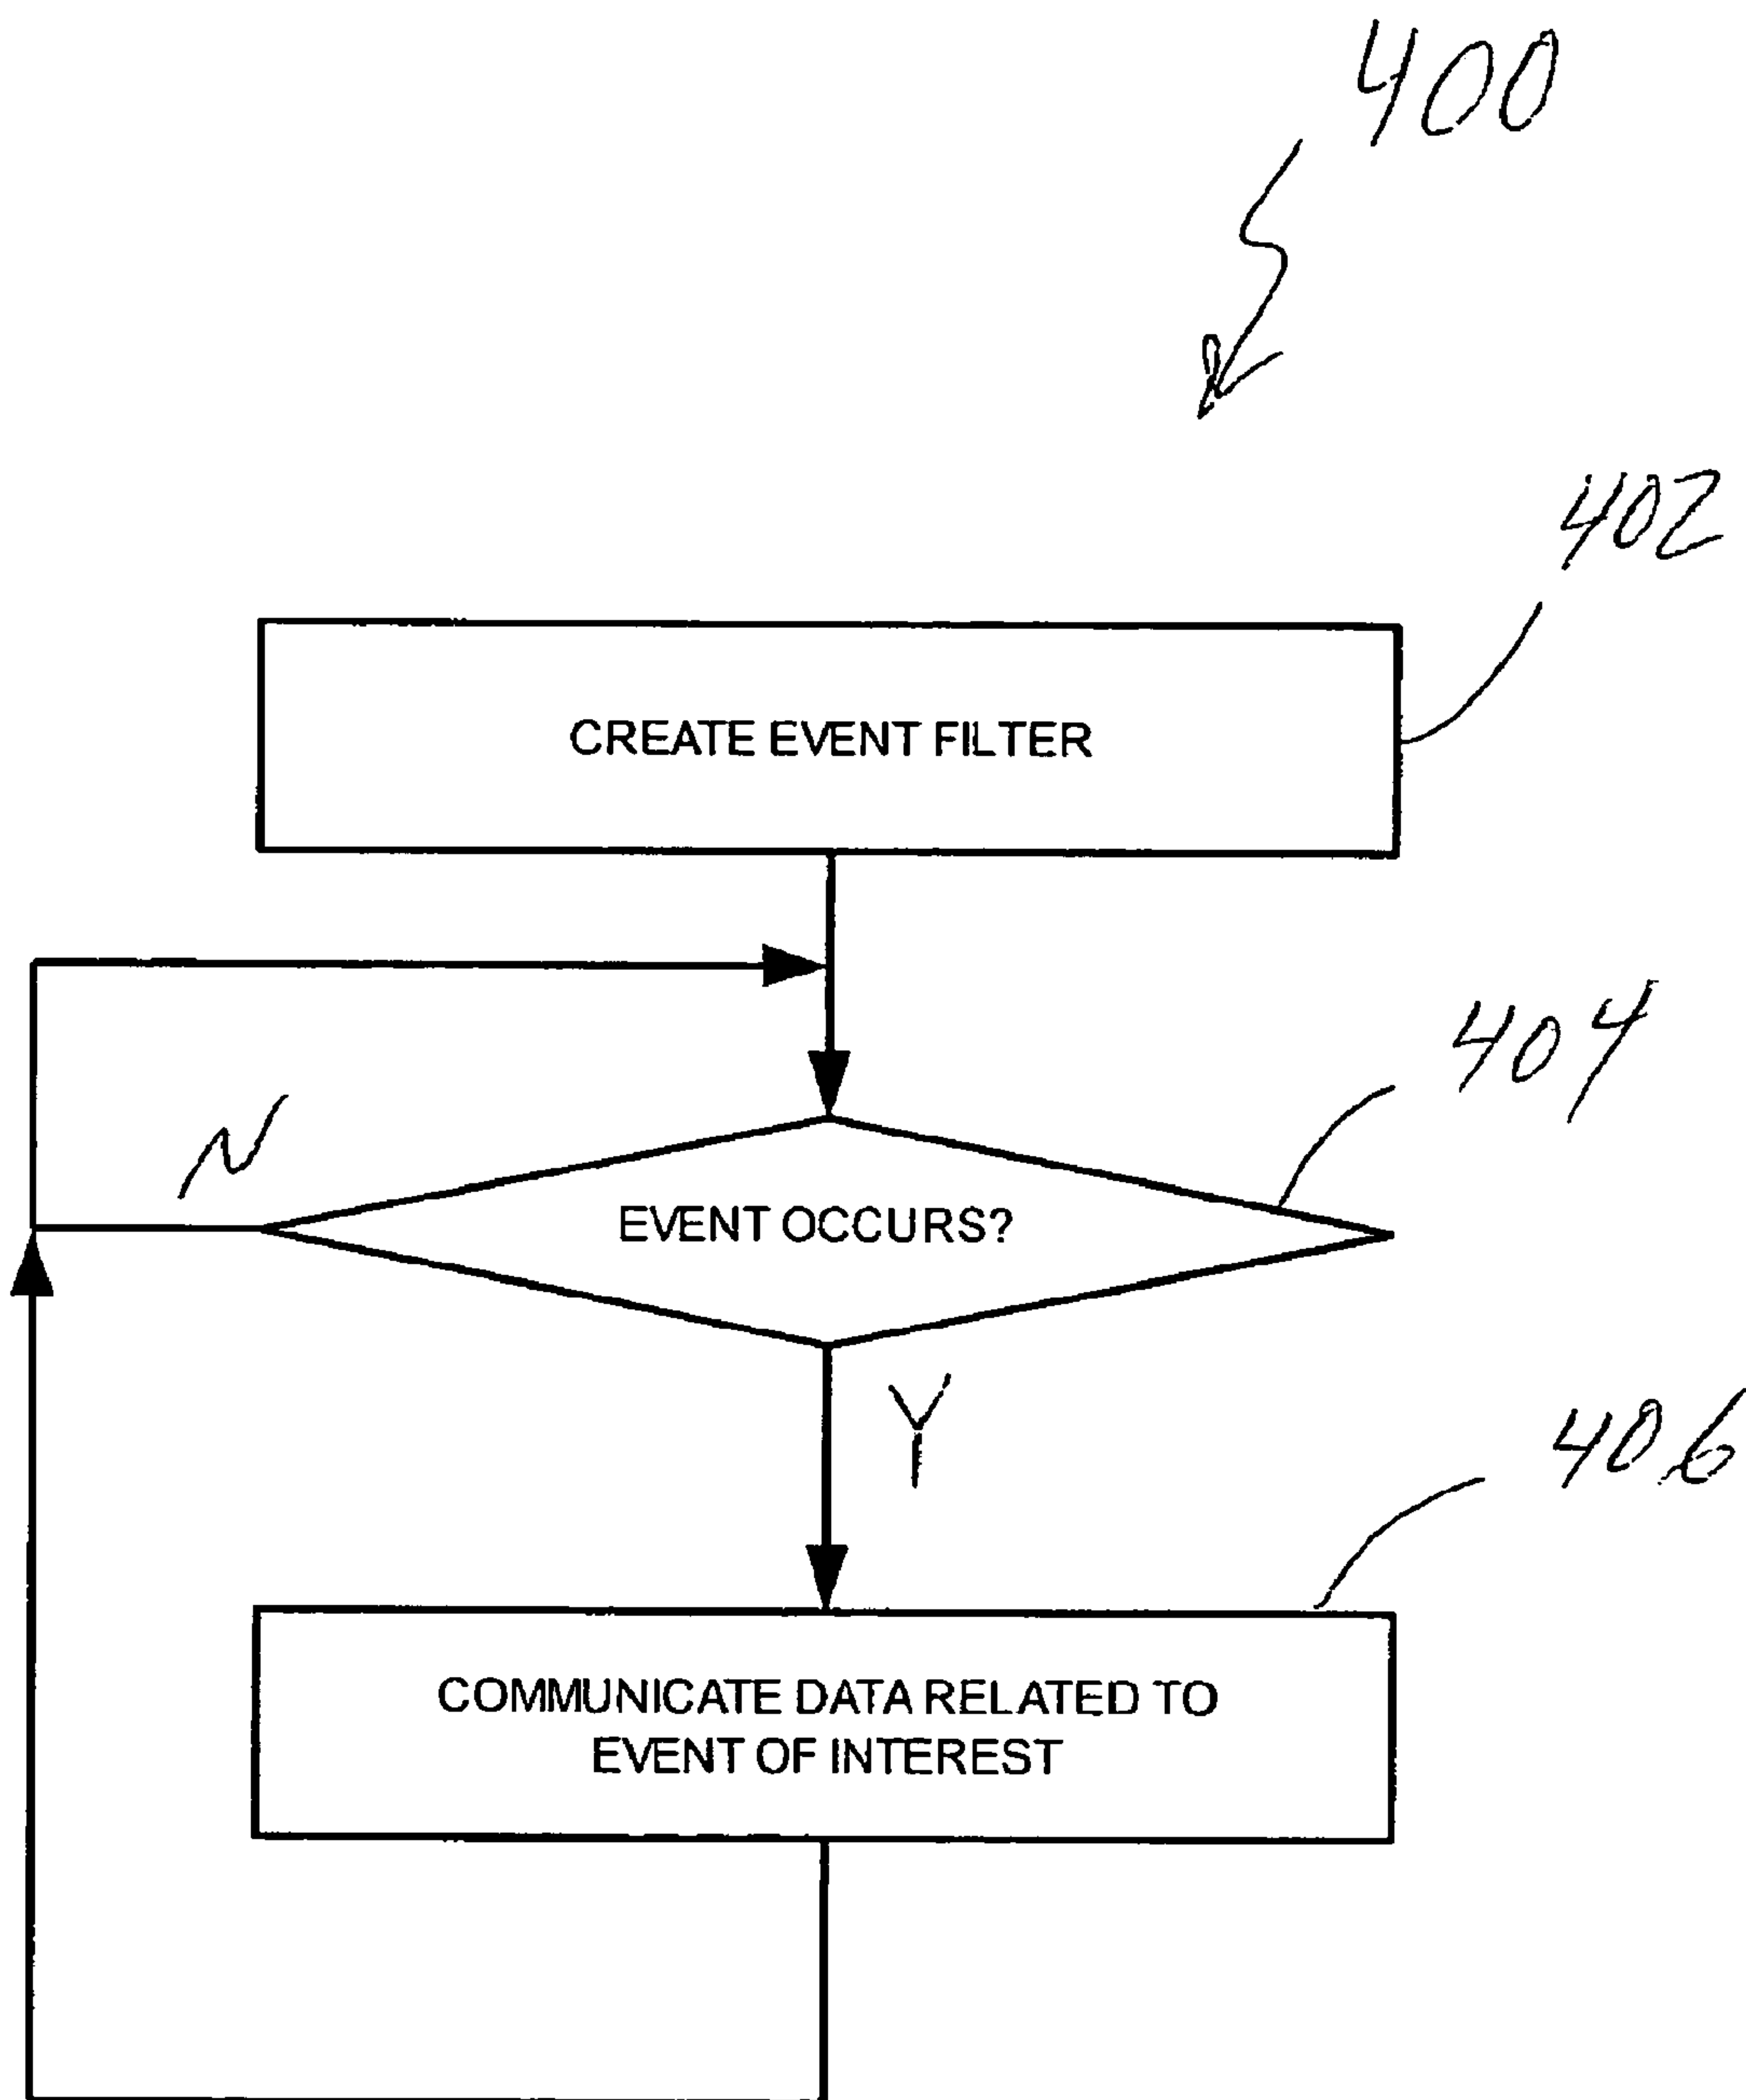 400
402
CREATE EVENT FILTER
404
N
EVENT OCCURS?
Y
406
COMMUNICATE DATA RELATED TO
EVENT OF INTEREST